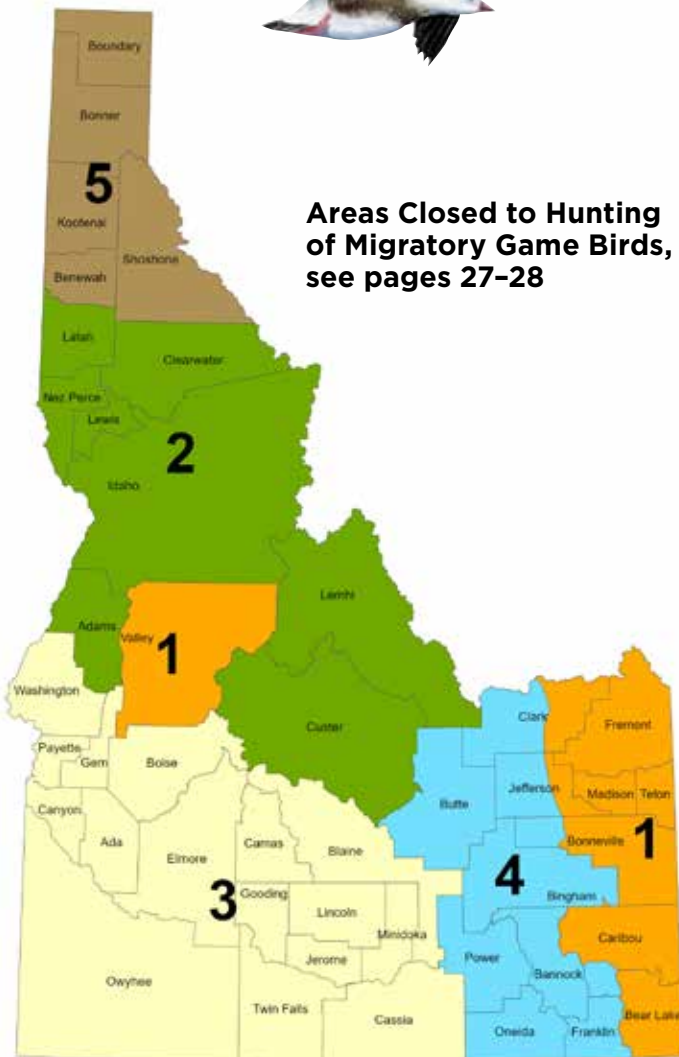 Boundary
Bonner
5
Kootenai
Shoshone
Benewah
Areas Closed to Hunting
of Migratory Game Birds,
see pages 27–28
Latah
Clearwater
Nez Perce
Lewis
2
Idaho
Lemhi
Adams
Valley
1
Washington
Custer
Clark
Fremont
Payette
Gem
Boise
Butte
Jefferson
Madison
Teton
Canyon
Ada
Elmore
Camas
Blaine
Bonneville
1
3
Gooding
4
Bingham
Lincoln
Minidoka
Caribou
Jerome
Power
Bannock
Owyhee
Twin Falls
Cassia
Oneida
Franklin
Bear Lake